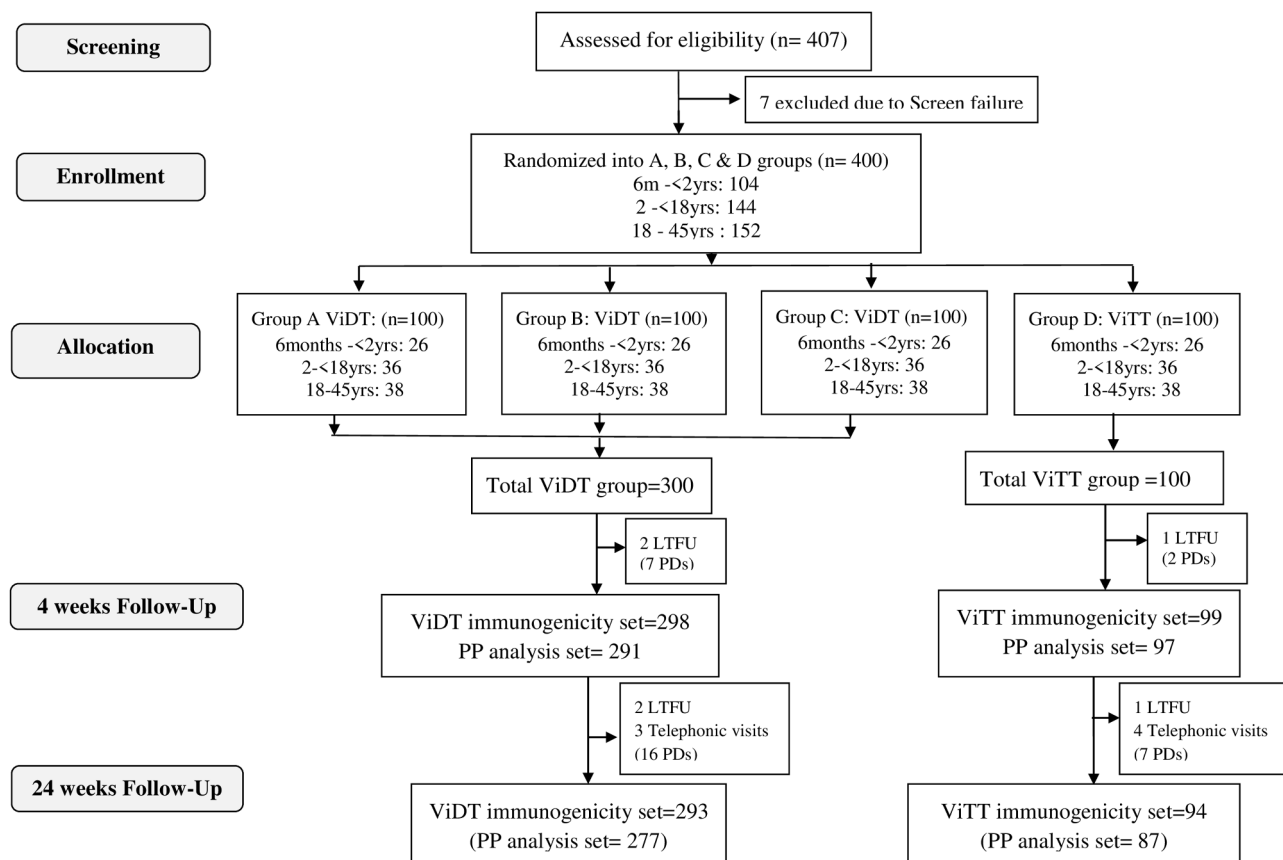 Screening
Assessed for eligibility (n= 407)
7 excluded due to Screen failure
Enrollment
Randomized into A, B, C & D groups (n= 400)
6m -<2yrs: 104
2 -<18yrs: 144
18 - 45yrs : 152
Allocation
Group A ViDT: (n=100)
6months -<2yrs: 26
2-<18yrs: 36
18-45yrs: 38
Group B: ViDT (n=100)
6months -<2yrs: 26
2-<18yrs: 36
18-45yrs: 38
Group C: ViDT (n=100)
6months -<2yrs: 26
2-<18yrs: 36
18-45yrs: 38
Group D: ViTT (n=100)
6months -<2yrs: 26
2-<18yrs: 36
18-45yrs: 38
Total ViDT group=300
Total ViTT group =100
2 LTFU
(7 PDs)
1 LTFU
(2 PDs)
4 weeks Follow-Up
ViDT immunogenicity set=298
PP analysis set= 291
ViTT immunogenicity set=99
PP analysis set= 97
2 LTFU
3 Telephonic visits
(16 PDs)
1 LTFU
4 Telephonic visits
(7 PDs)
24 weeks Follow-Up
ViDT immunogenicity set=293
(PP analysis set= 277)
ViTT immunogenicity set=94
(PP analysis set= 87)